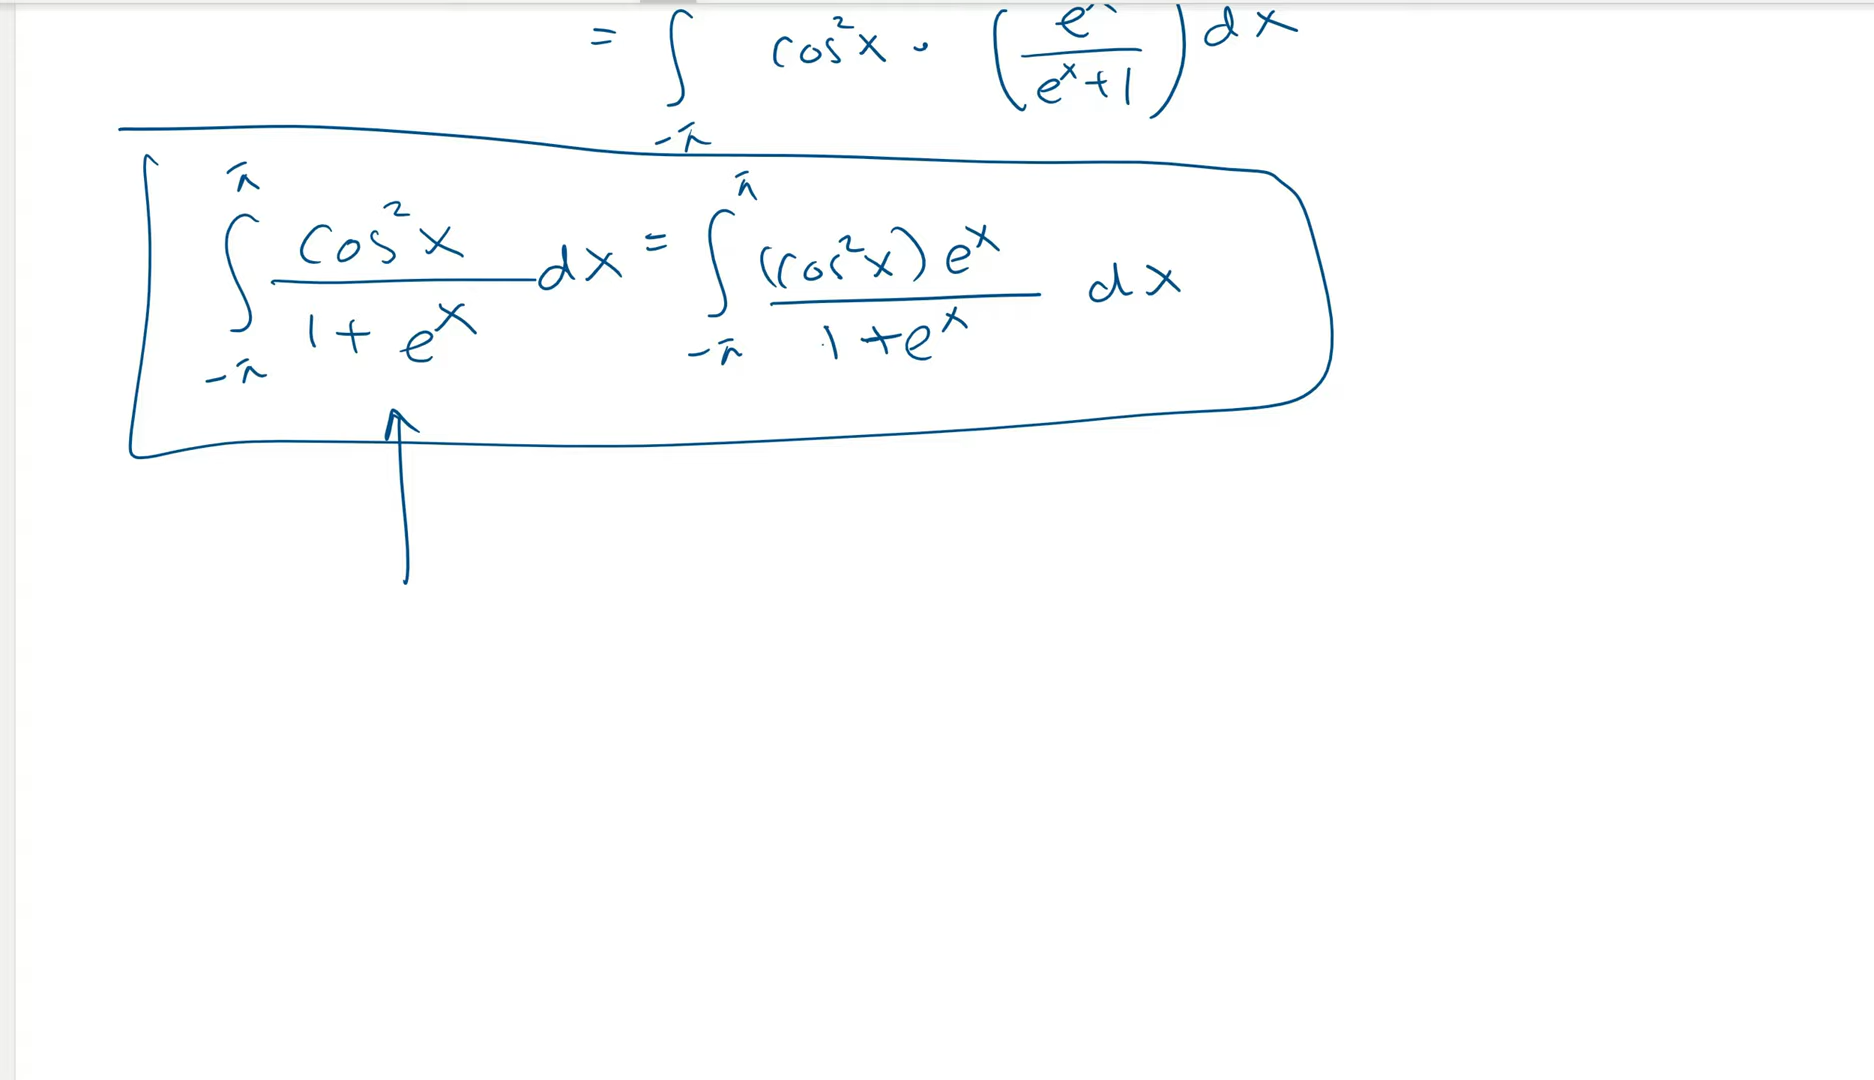 = ∫_{-π} cos²x · (e^x / (e^x + 1)) dx
∫_{-π}^{π} cos²x / (1 + e^x) dx = ∫_{-π}^{π} (cos²x) e^x / (1 + e^x) dx